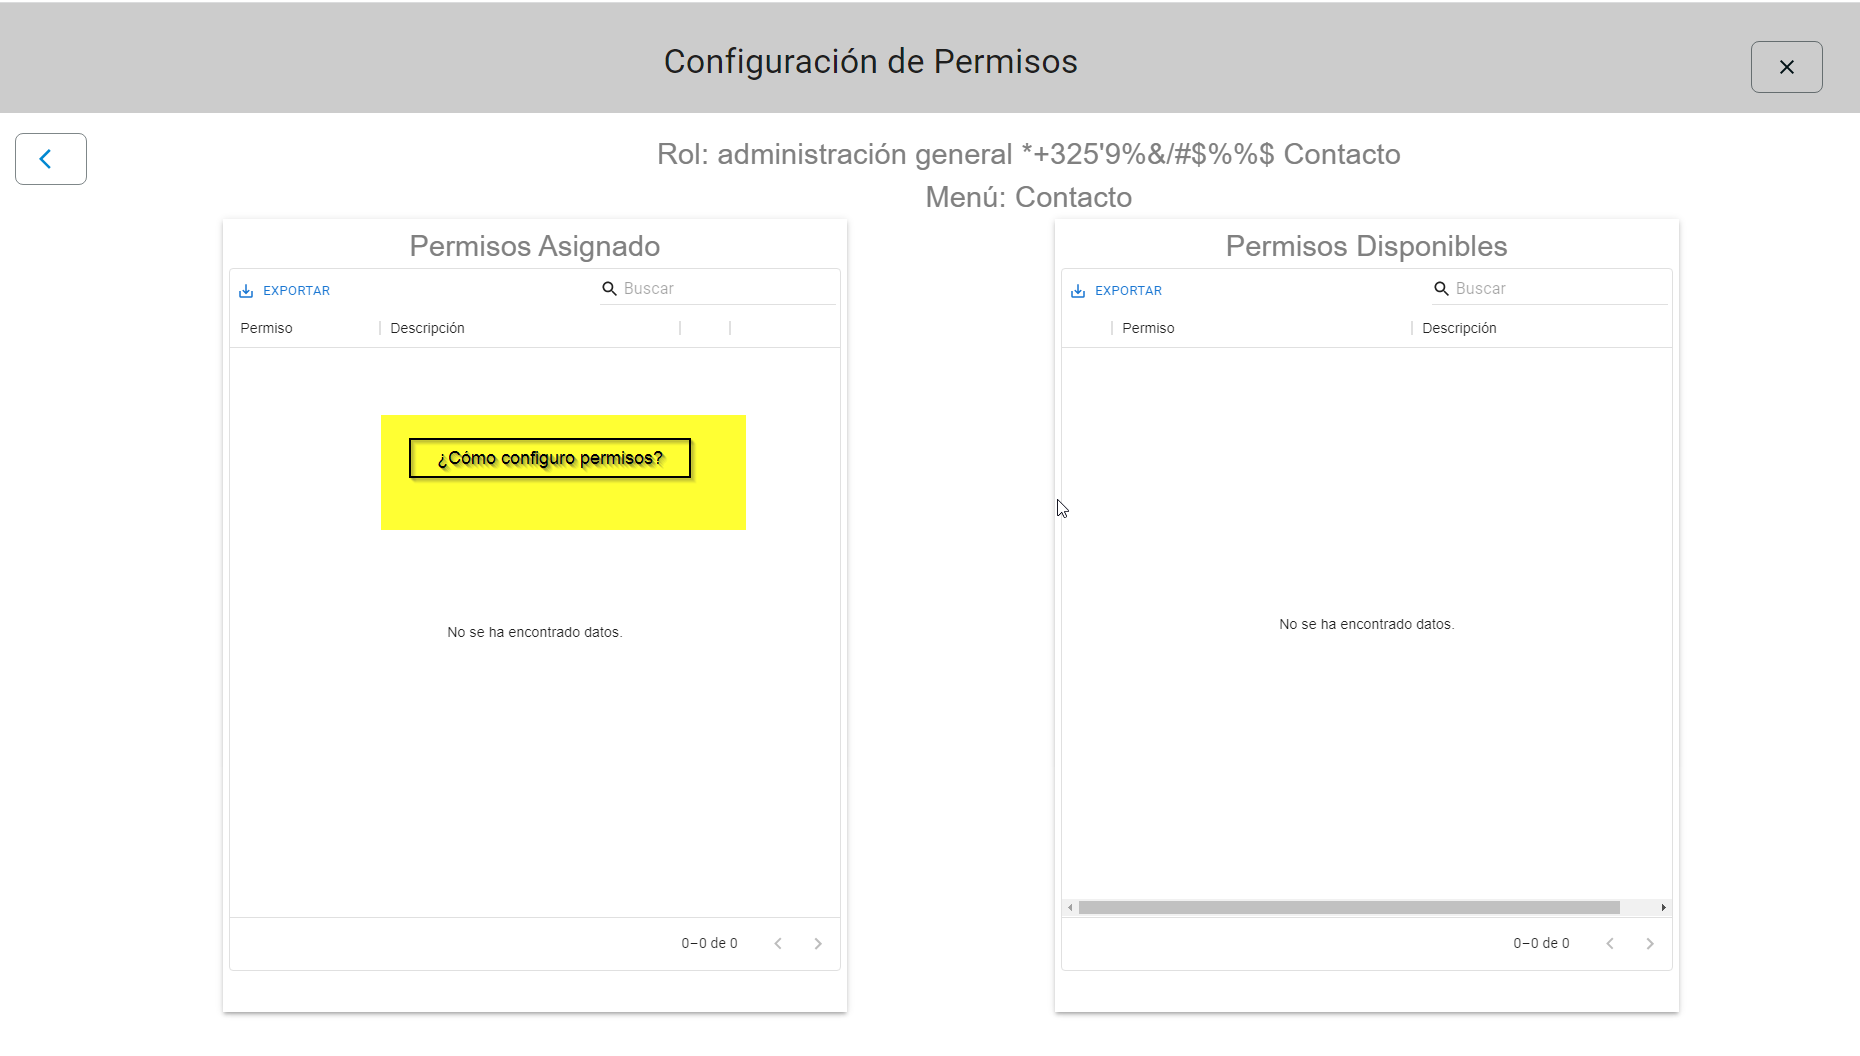 Configuración de Permisos
Rol: administración general *+325'9%&/#$%%$ Contacto
Menú: Contacto
Permisos Asignado
EXPORTAR
Buscar
Permiso
Descripción
¿Cómo configuro permisos?
No se ha encontrado datos.
0–0 de 0
Permisos Disponibles
EXPORTAR
Buscar
Permiso
Descripción
No se ha encontrado datos.
0–0 de 0